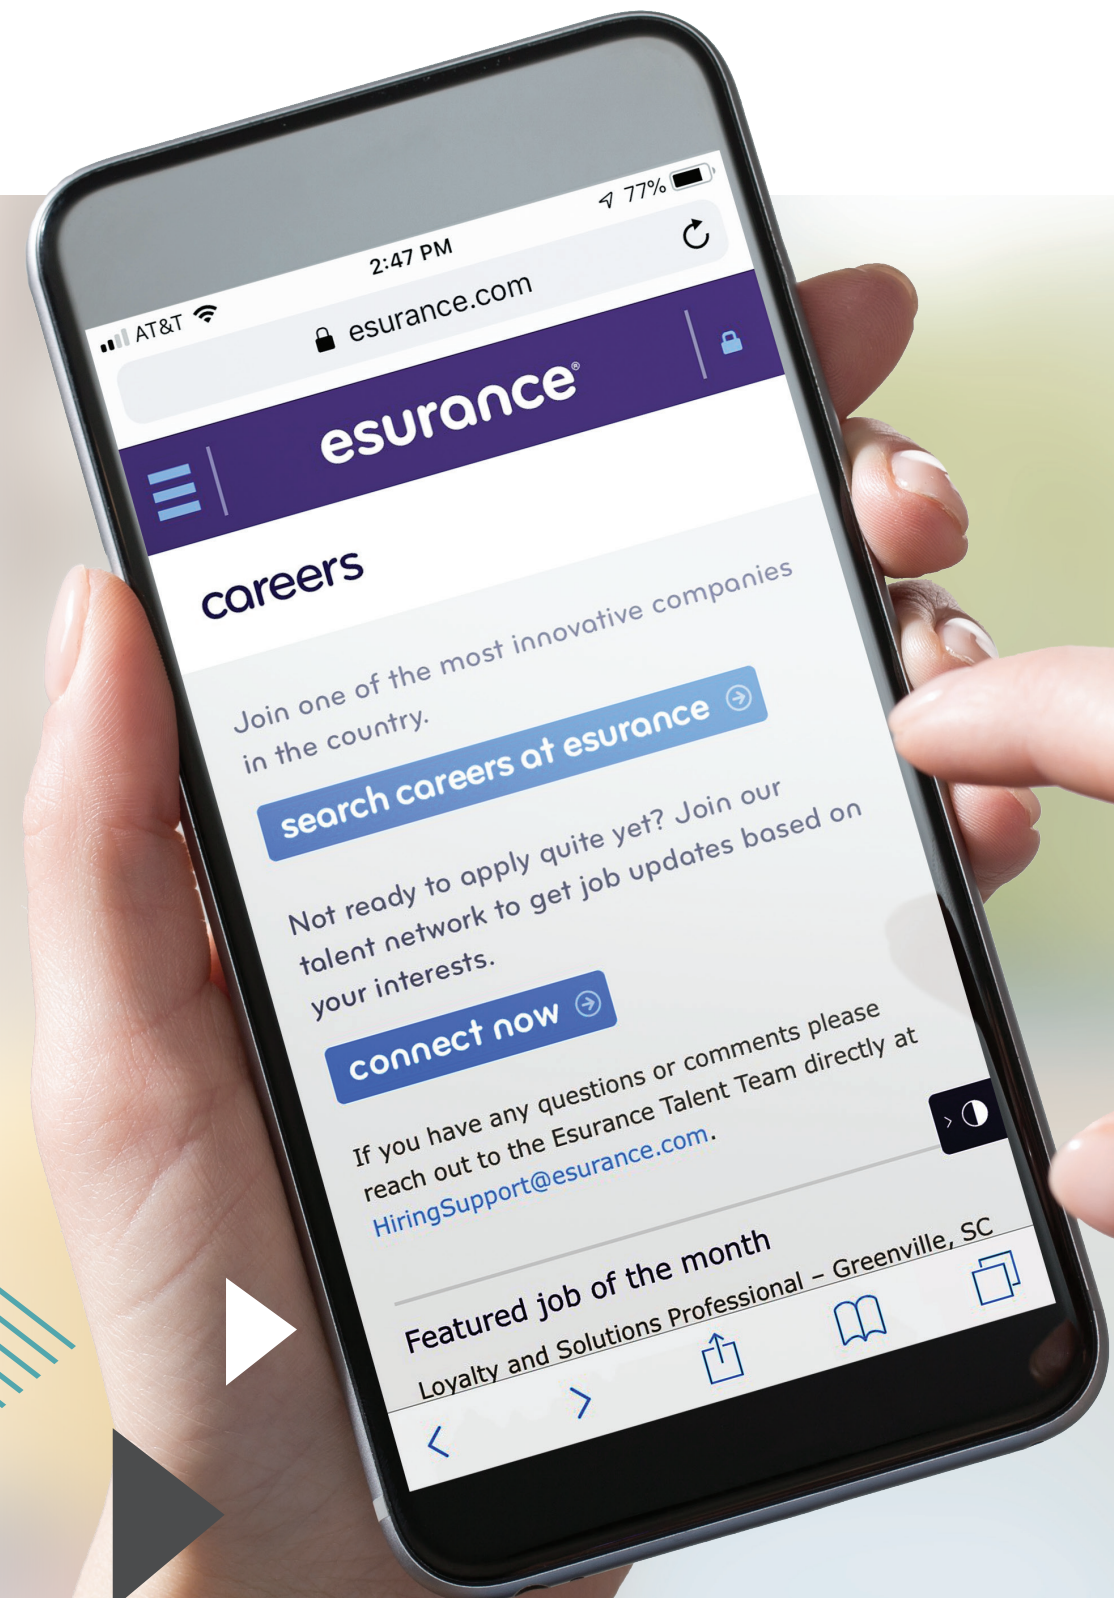 AT&T 2:47 PM 77%
esurance.com
esurance®
careers
Join one of the most innovative companies
in the country.
search careers at esurance
Not ready to apply quite yet? Join our
talent network to get job updates based on
your interests.
connect now
If you have any questions or comments please
reach out to the Esurance Talent Team directly at
HiringSupport@esurance.com.
Featured job of the month
Loyalty and Solutions Professional – Greenville, SC